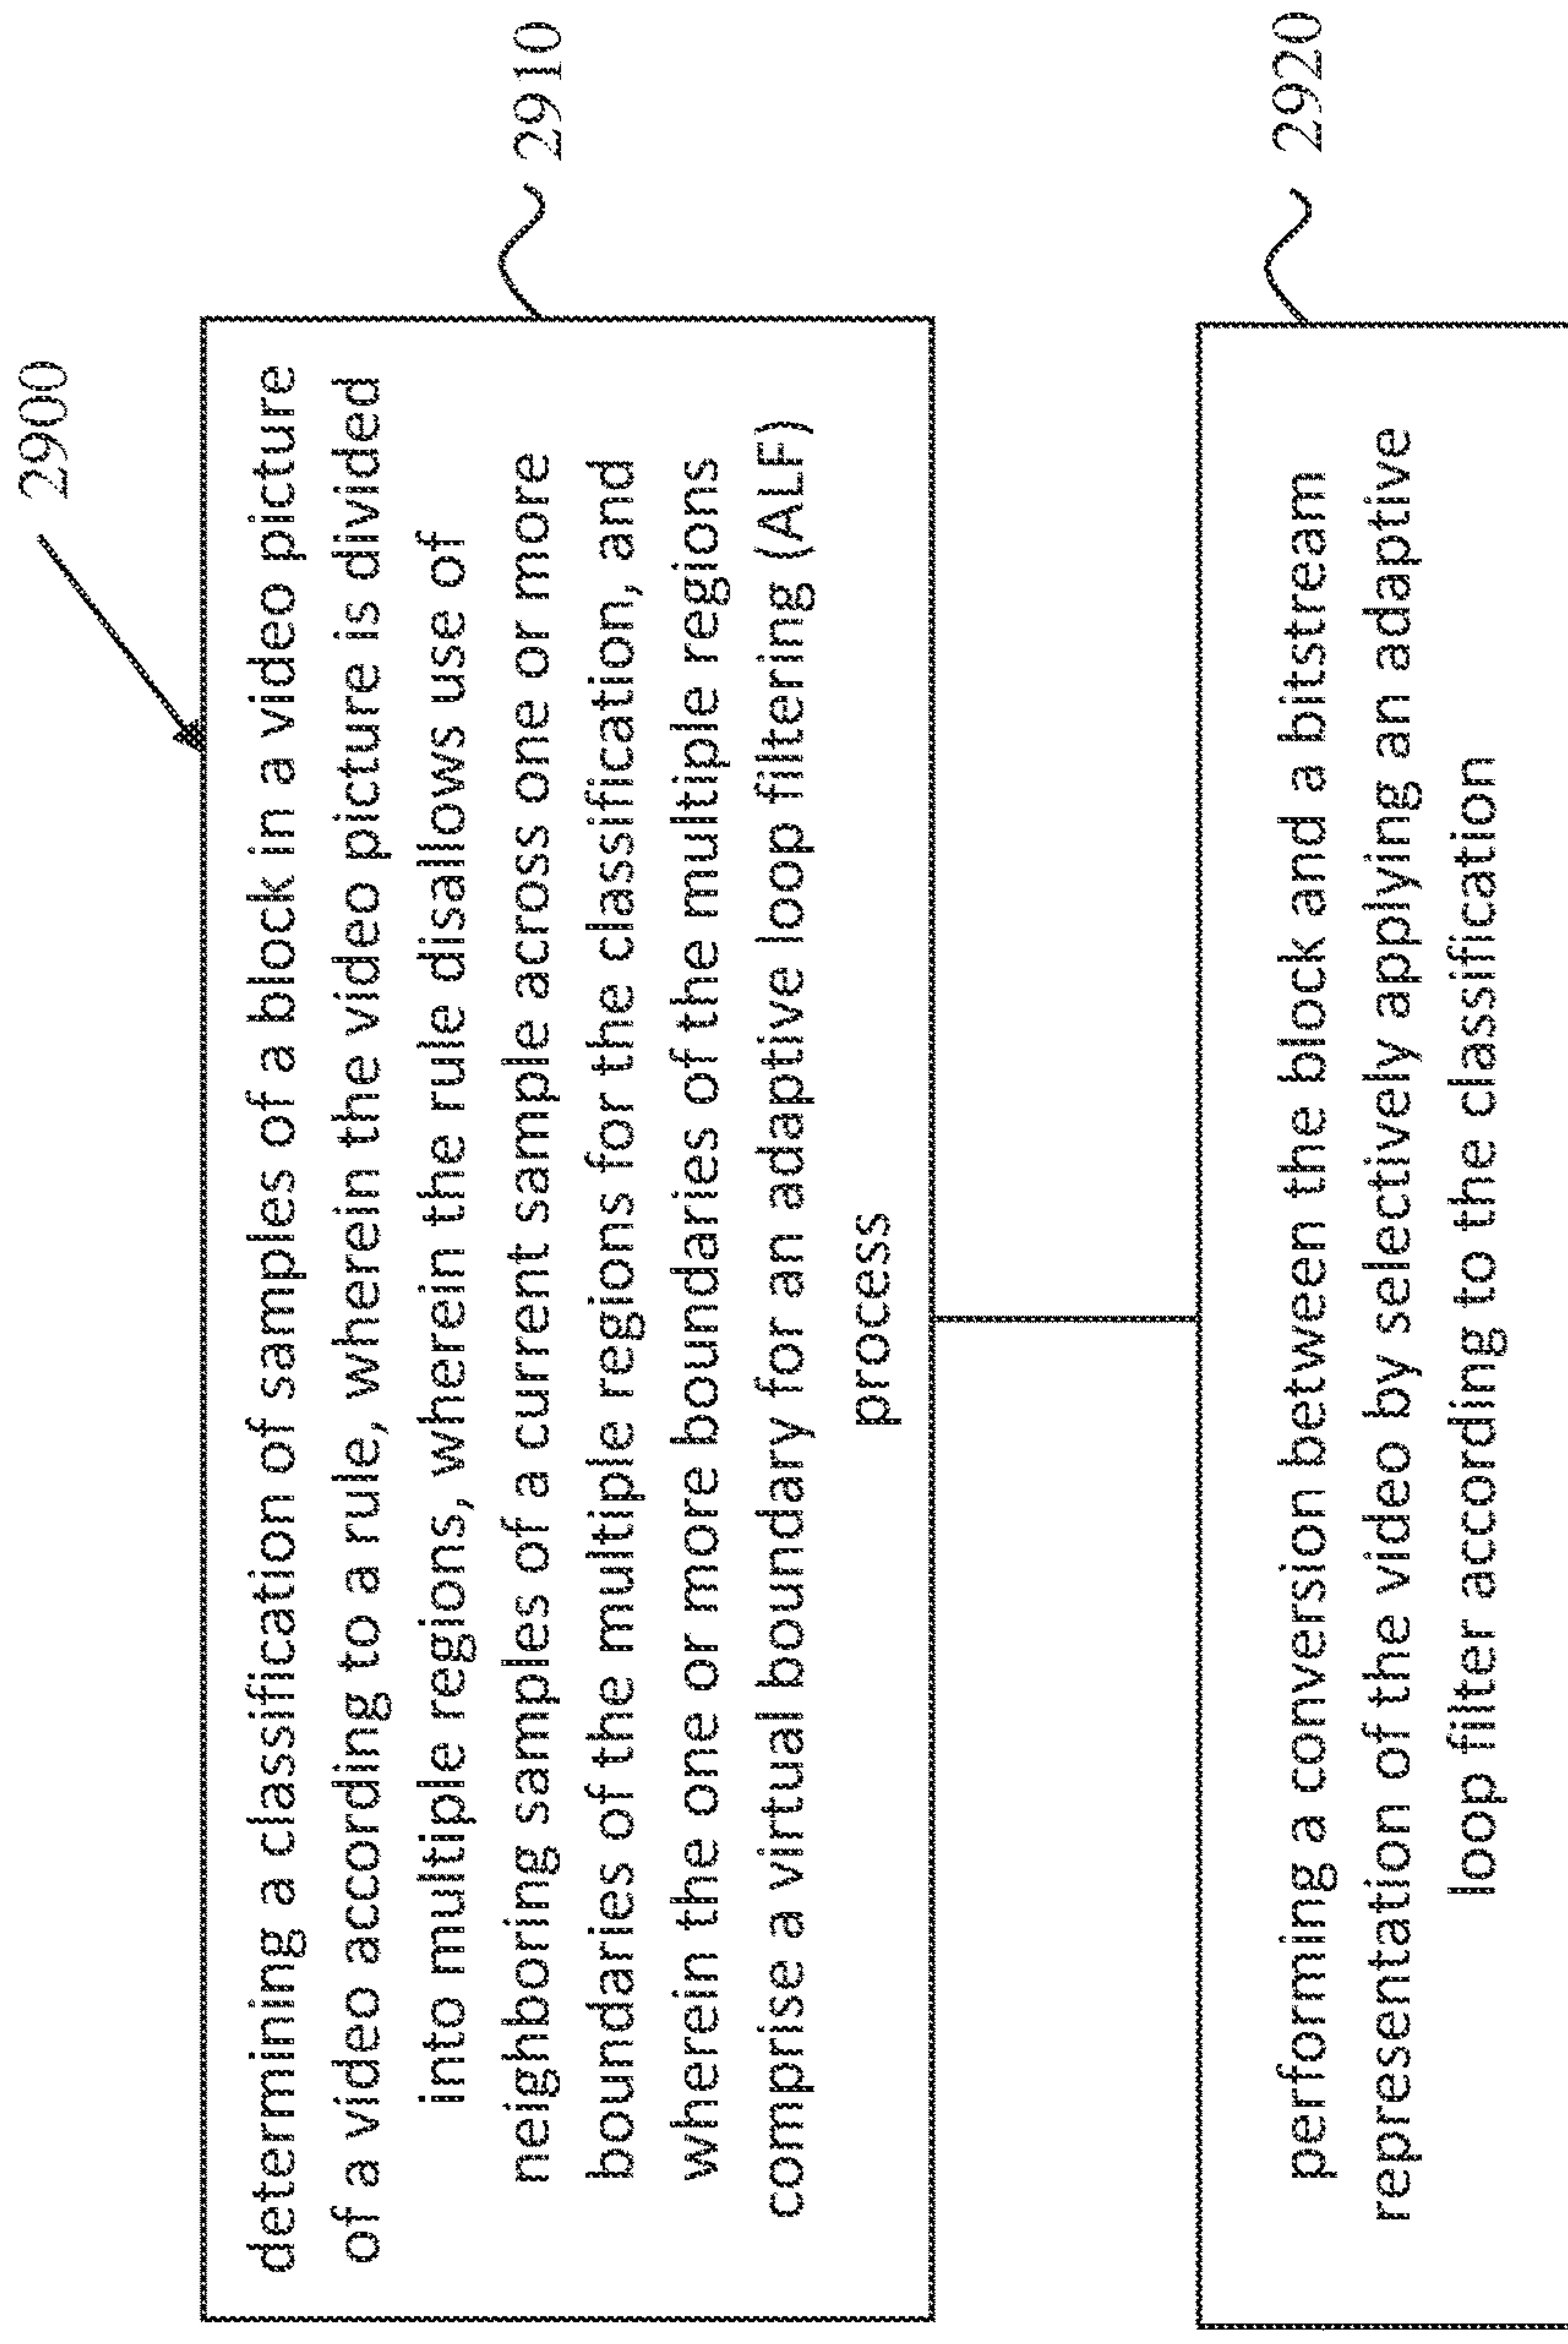 2900
determining a classification of samples of a block in a video picture
of a video according to a rule, wherein the video picture is divided
into multiple regions, wherein the rule disallows use of
neighboring samples of a current sample across one or more
boundaries of the multiple regions for the classification, and
wherein the one or more boundaries of the multiple regions
comprise a virtual boundary for an adaptive loop filtering (ALF)
process
2910
performing a conversion between the block and a bitstream
representation of the video by selectively applying an adaptive
loop filter according to the classification
2920